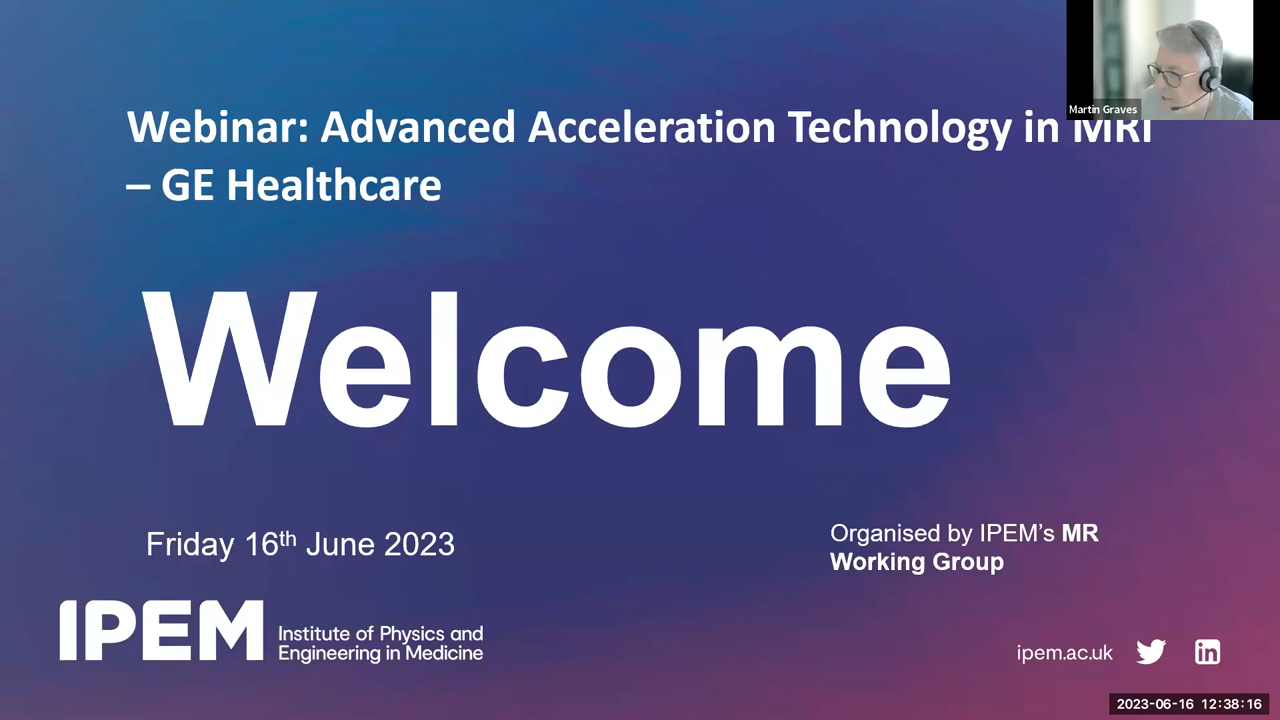 Webinar: Advanced Acceleration Technology in MRI
– GE Healthcare
Martin Graves
Welcome
Friday 16th June 2023
Organised by IPEM’s MR
Working Group
IPEM
Institute of Physics and
Engineering in Medicine
ipem.ac.uk
in
2023-06-16 12:38:16